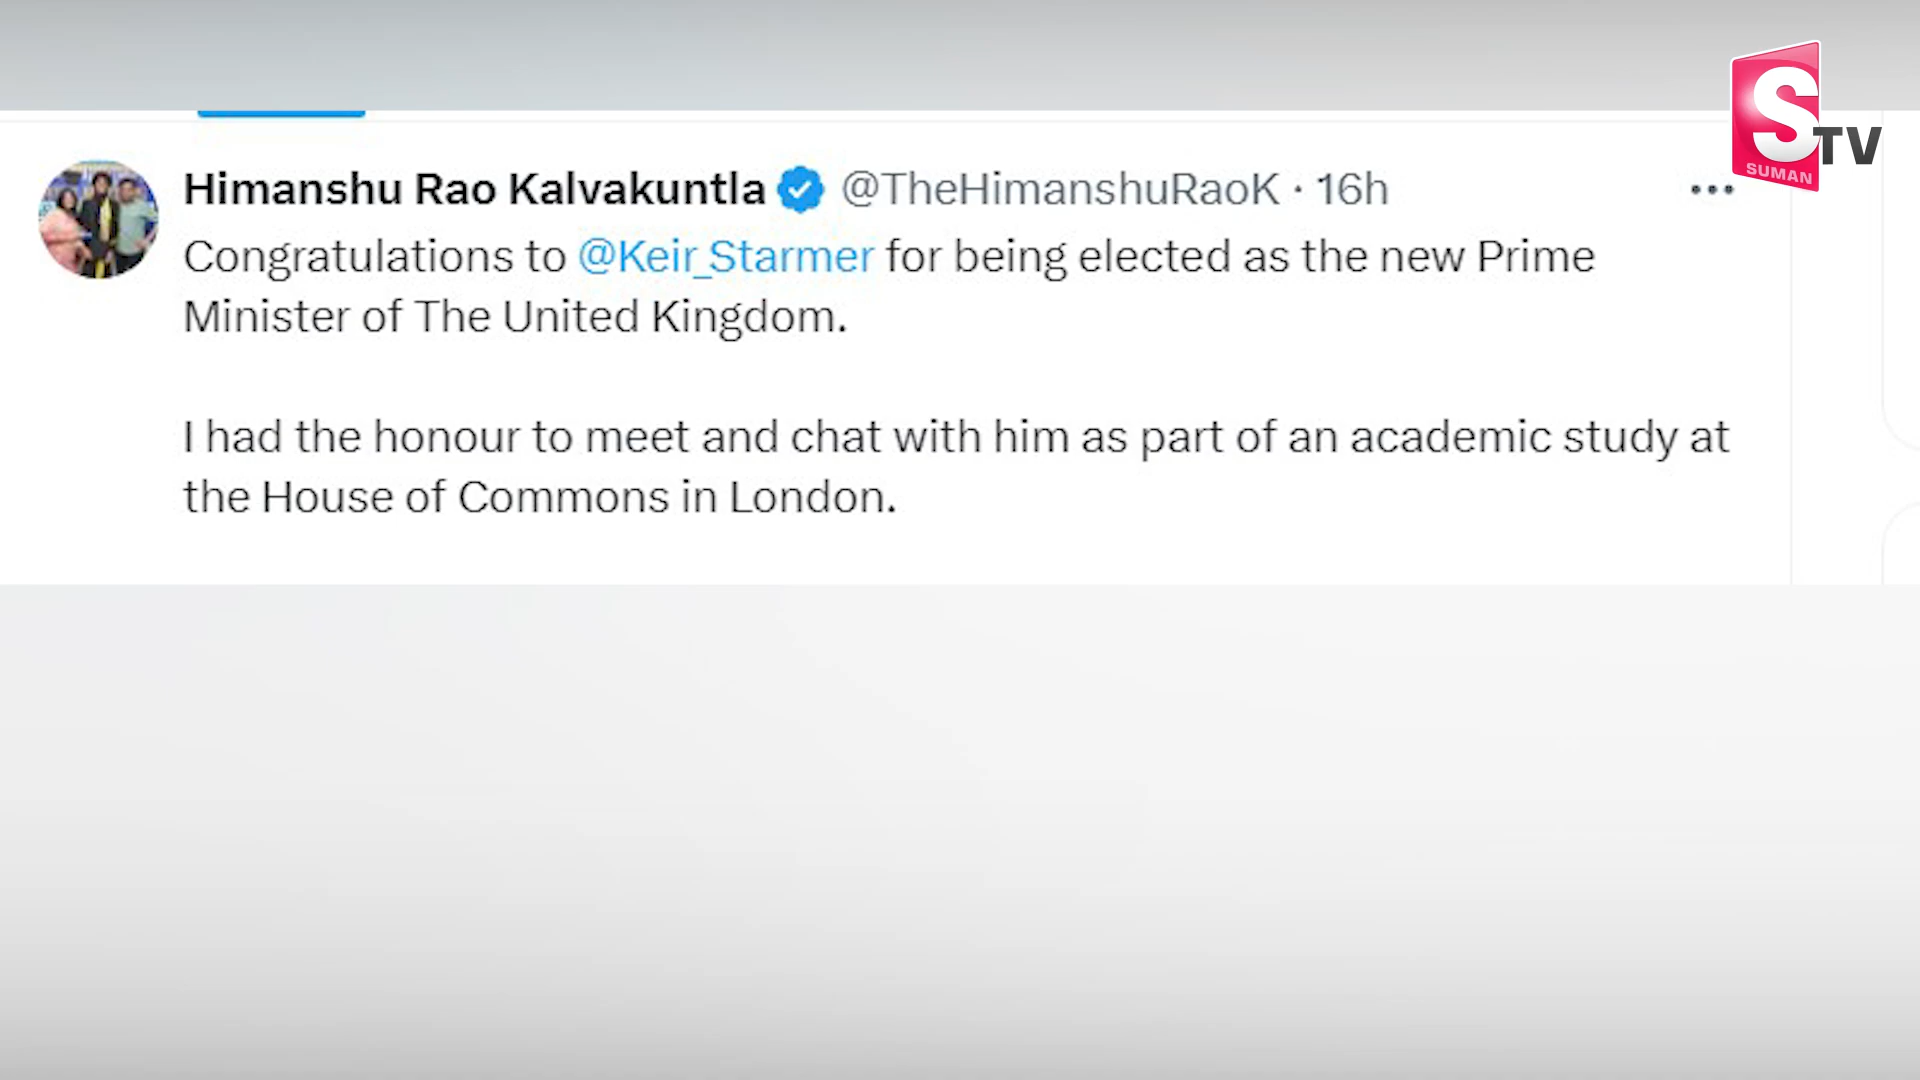 Himanshu Rao Kalvakuntla @TheHimanshuRaoK · 16h
Congratulations to @Keir_Starmer for being elected as the new Prime
Minister of The United Kingdom.
I had the honour to meet and chat with him as part of an academic study at
the House of Commons in London.
S TV
SUMAN